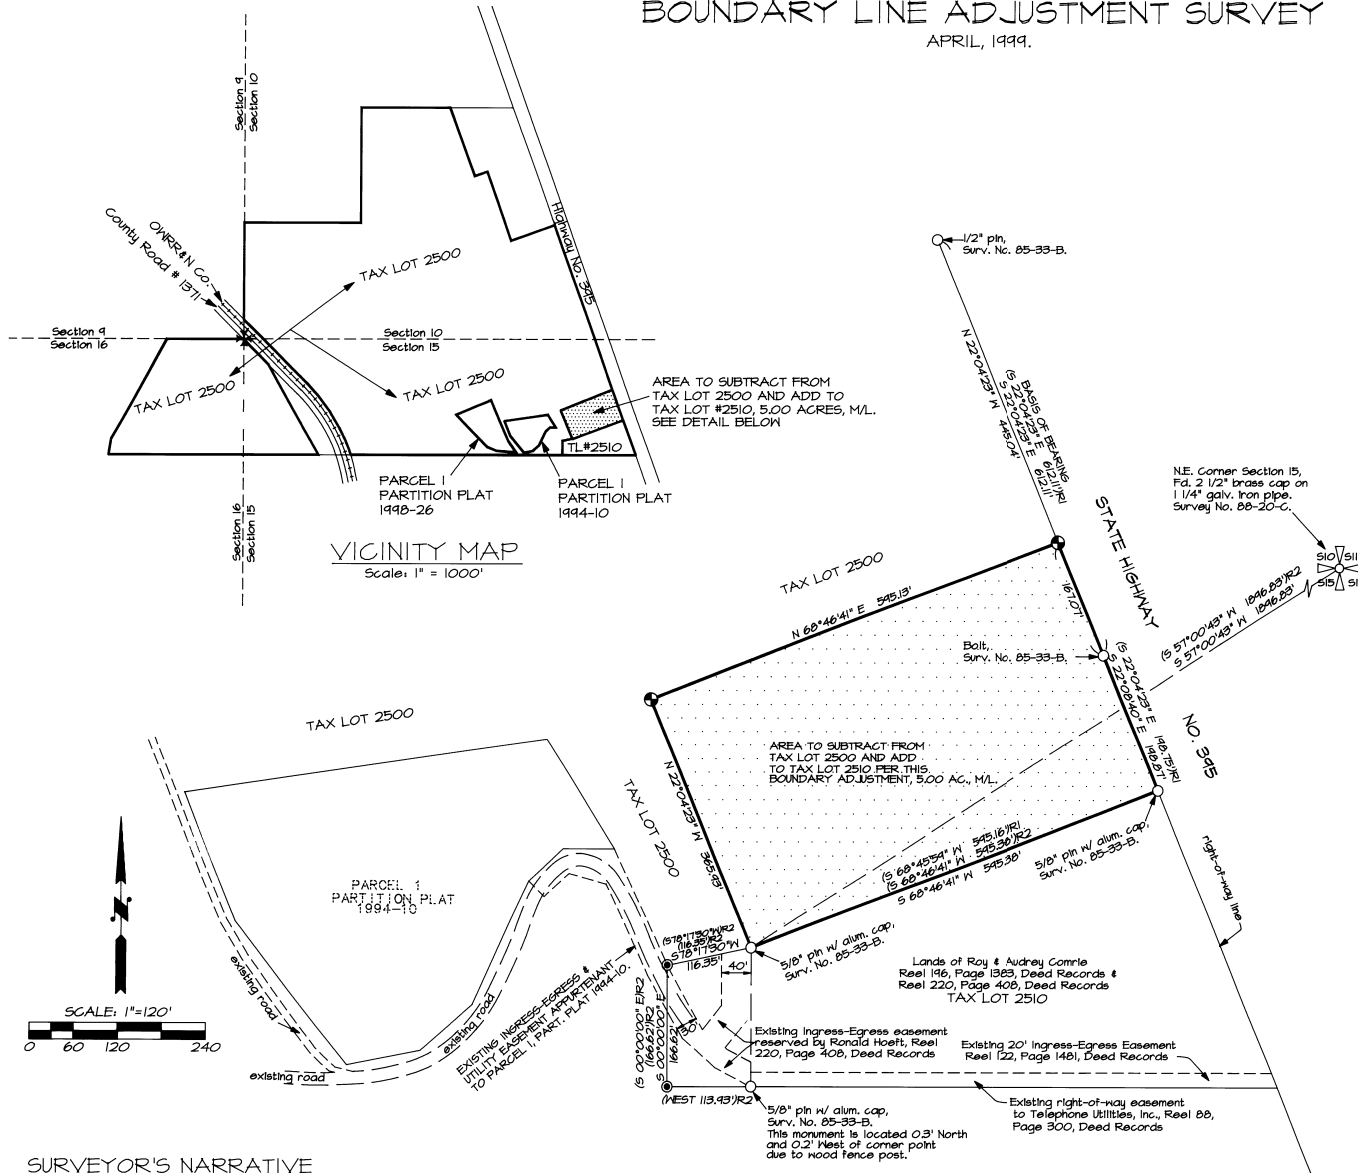 BOUNDARY LINE ADJUSTMENT SURVEY
APRIL, 1999.
Section 9
Section 10
OWRR&N Co.
County Road # 1371
Highway No. 395
TAX LOT 2500
Section 9
Section 16
Section 10
Section 15
TAX LOT 2500
TAX LOT 2500
AREA TO SUBTRACT FROM
TAX LOT 2500 AND ADD TO
TAX LOT #2510, 5.00 ACRES, M/L.
SEE DETAIL BELOW
TL#2510
PARCEL 1
PARTITION PLAT
1998-26
PARCEL 1
PARTITION PLAT
1994-10
Section 16
Section 15
VICINITY MAP
Scale: 1" = 1000'
1/2" pin,
Surv. No. 85-33-B.
N 22°04'23" W 445.04'
BASIS OF BEARING
(S 22°04'23" E 612.11')R1
S 22°04'23" E 612.11'
N.E. Corner Section 15,
Fd. 2 1/2" brass cap on
1 1/4" galv. iron pipe.
Survey No. 88-20-C.
S10 S11
S15 S1
STATE HIGHWAY
NO. 395
(S 57°00'43" W 1896.83')R2
S 57°00'43" W 1896.83'
TAX LOT 2500
N 68°46'41" E 595.13'
167.07'
Bolt,
Surv. No. 85-33-B.
(S 22°04'23" E 198.75')R1
S 22°08'40" E 198.87'
AREA TO SUBTRACT FROM
TAX LOT 2500 AND ADD
TO TAX LOT 2510 PER THIS
BOUNDARY ADJUSTMENT, 5.00 AC., M/L.
N 22°04'23" W 365.93'
TAX LOT 2500
TAX LOT 2500
(S 68°45'59" W 595.16')R1
(S 68°46'41" W 595.38')R2
S 68°46'41" W 595.38'
5/8" pin w/ alum. cap,
Surv. No. 85-33-B.
right-of-way line
PARCEL 1
PARTITION PLAT
1994-10
existing road
existing road
existing road
EXISTING INGRESS-EGRESS &
UTILITY EASEMENT APPURTENANT
TO PARCEL 1, PART. PLAT 1994-10.
(S78°17'30"W)R2
(116.35')R2
S78°17'30"W
116.35'
40'
30'
5/8" pin w/ alum. cap,
Surv. No. 85-33-B.
(S 00°00'00" E)R2
(166.62')R2
S 00°00'00" E
166.62'
(WEST 113.93')R2
Lands of Roy & Audrey Comrie
Reel 196, Page 1383, Deed Records &
Reel 220, Page 408, Deed Records
TAX LOT 2510
Existing Ingress-Egress easement
reserved by Ronald Hoeft, Reel
220, Page 408, Deed Records
Existing 20' Ingress-Egress Easement
Reel 122, Page 1481, Deed Records
Existing right-of-way easement
to Telephone Utilities, Inc., Reel 88,
Page 300, Deed Records
5/8" pin w/ alum. cap,
Surv. No. 85-33-B.
This monument is located 0.3' North
and 0.2' West of corner point
due to wood fence post.
N
SCALE: 1"=120'
0 60 120 240
SURVEYOR'S NARRATIVE